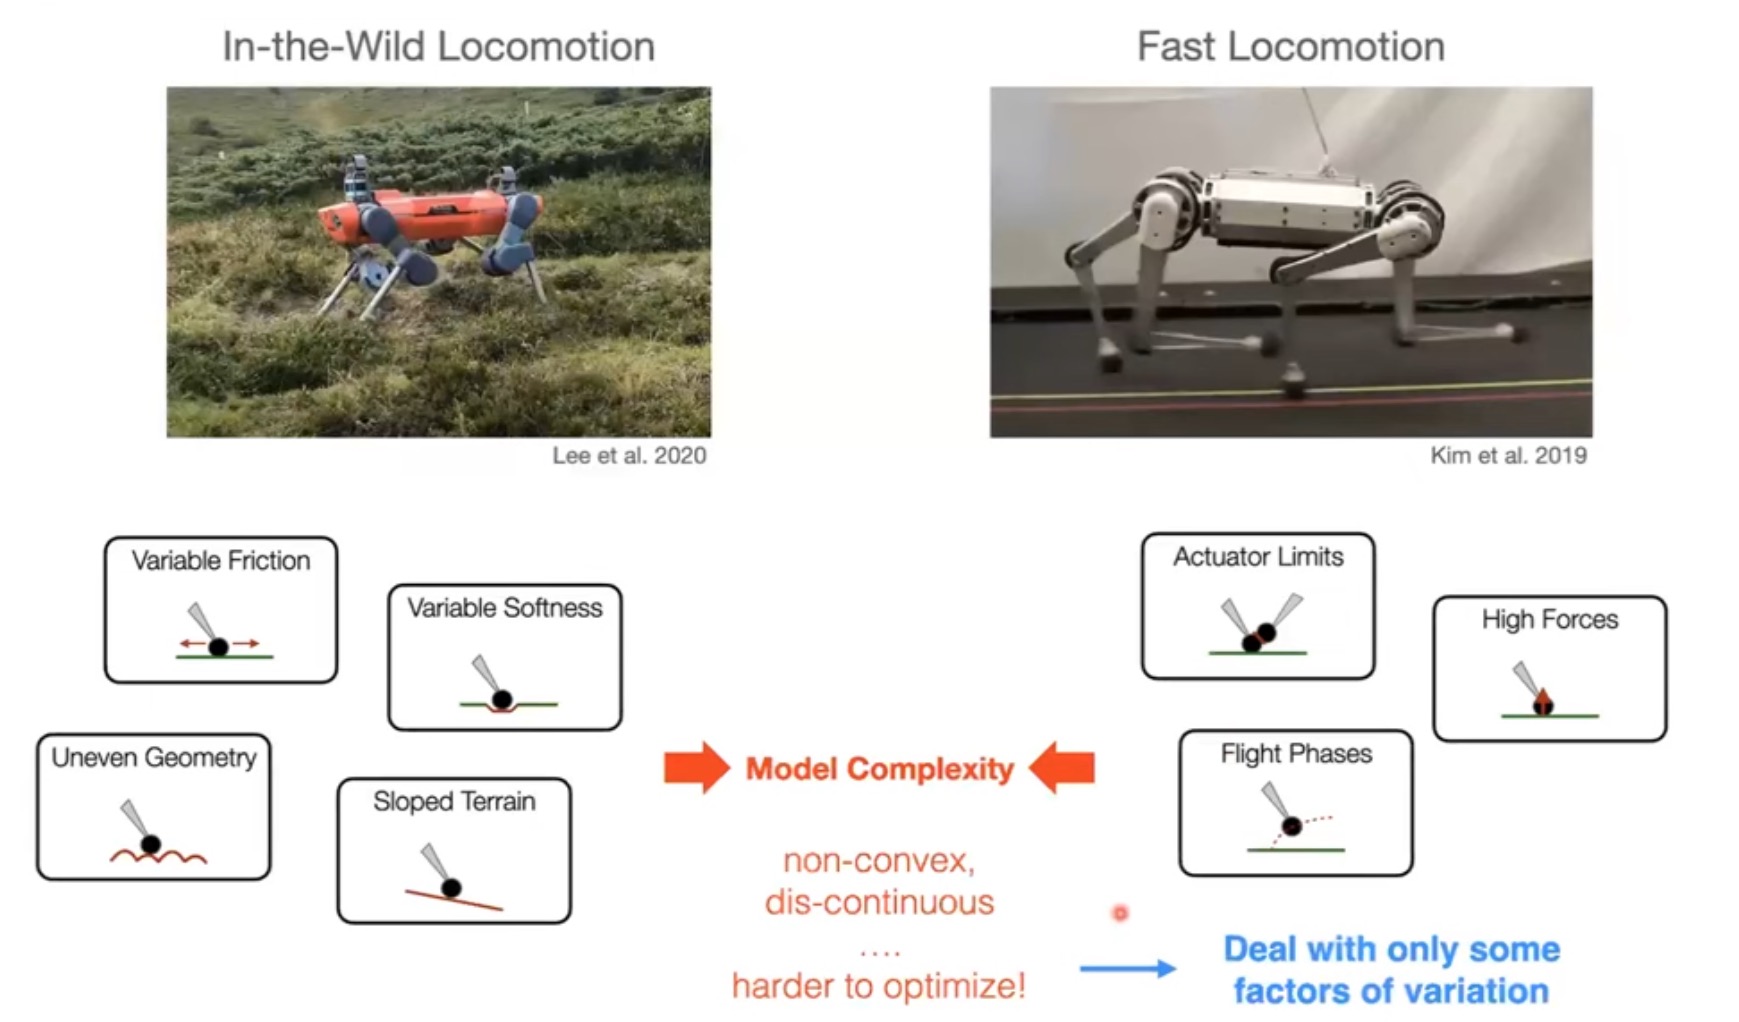 In-the-Wild Locomotion
Fast Locomotion
Lee et al. 2020
Kim et al. 2019
Variable Friction
Variable Softness
Uneven Geometry
Sloped Terrain
Actuator Limits
High Forces
Flight Phases
Model Complexity
non-convex,
dis-continuous
....
harder to optimize!
Deal with only some
factors of variation